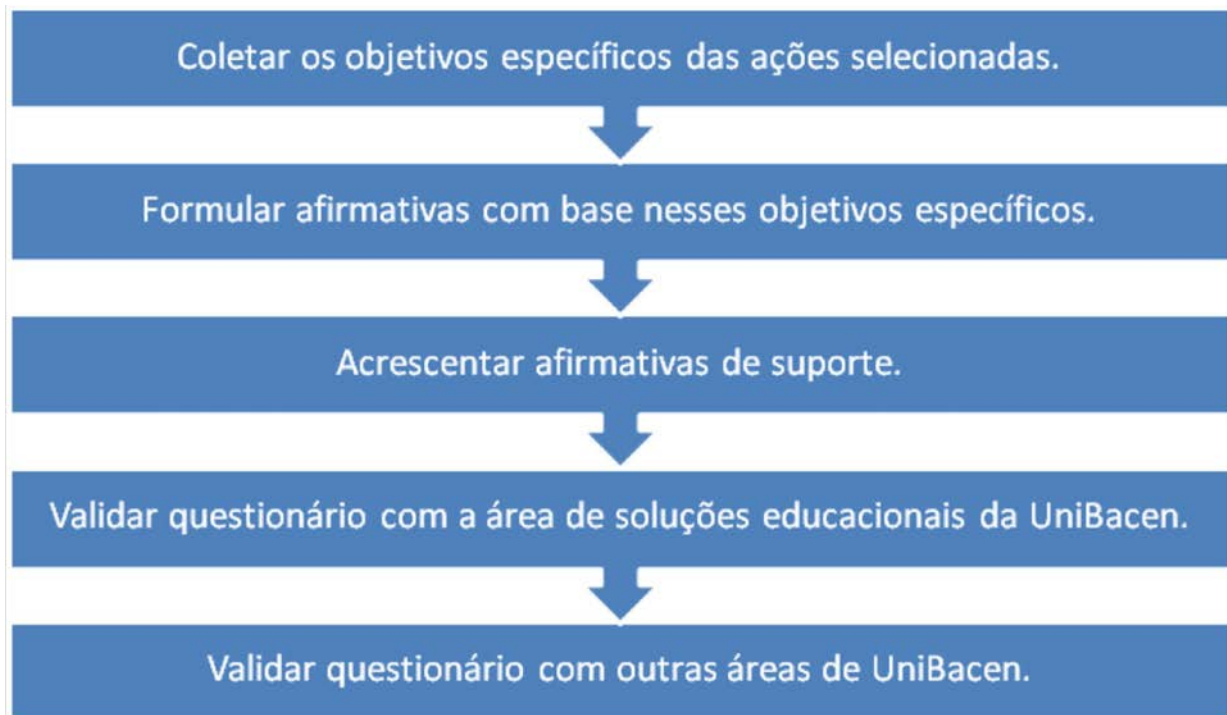 Coletar os objetivos específicos das ações selecionadas.
Formular afirmativas com base nesses objetivos específicos.
Acrescentar afirmativas de suporte.
Validar questionário com a área de soluções educacionais da UniBacen.
Validar questionário com outras áreas de UniBacen.